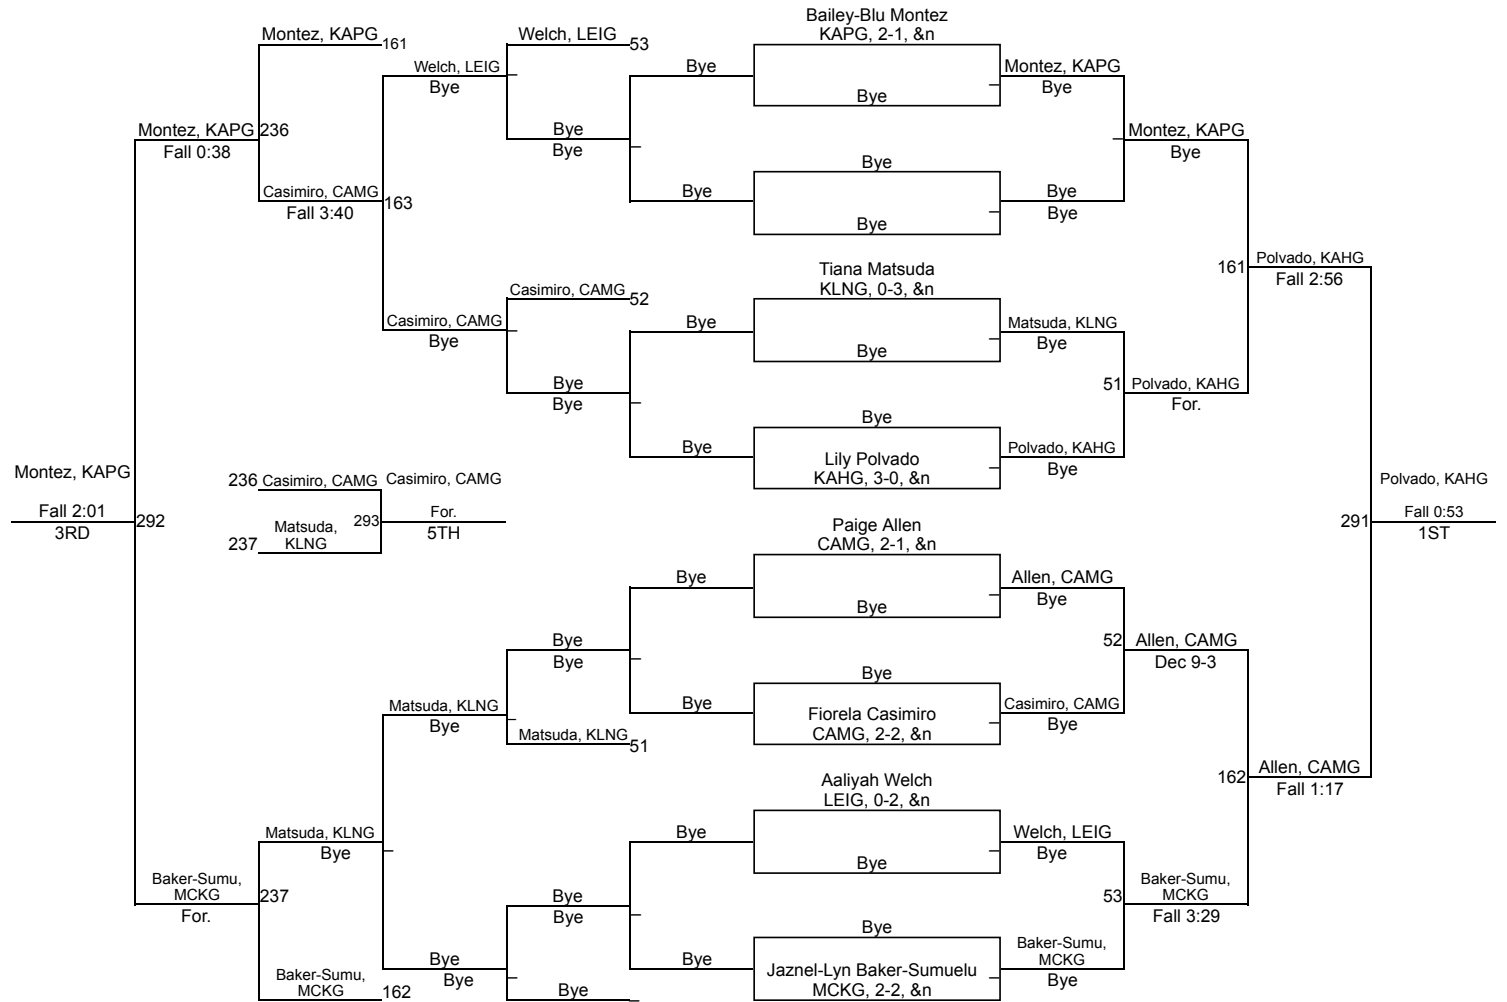 Bailey-Blu Montez
KAPG, 2-1, &n
Montez, KAPG
161
Welch, LEIG
53
Welch, LEIG
Bye
Bye
Bye
Montez, KAPG
Bye
Montez, KAPG
236
Fall 0:38
Bye
Bye
Montez, KAPG
Bye
Bye
Casimiro, CAMG
163
Fall 3:40
Bye
Bye
Bye
Bye
Tiana Matsuda
KLNG, 0-3, &n
161
Polvado, KAHG
Fall 2:56
Casimiro, CAMG
52
Casimiro, CAMG
Bye
Bye
Bye
Matsuda, KLNG
Bye
Bye
Bye
51
Polvado, KAHG
For.
Bye
Bye
Lily Polvado
KAHG, 3-0, &n
Polvado, KAHG
Bye
Montez, KAPG
Fall 2:01
3RD
292
236
Casimiro, CAMG
Casimiro, CAMG
237
Matsuda,
KLNG
293
For.
5TH
291
Polvado, KAHG
Fall 0:53
1ST
Paige Allen
CAMG, 2-1, &n
Bye
Bye
Allen, CAMG
Bye
Bye
Bye
52
Allen, CAMG
Dec 9-3
Bye
Matsuda, KLNG
Bye
Bye
Fiorela Casimiro
CAMG, 2-2, &n
Casimiro, CAMG
Bye
Matsuda, KLNG
51
Aaliyah Welch
LEIG, 0-2, &n
162
Allen, CAMG
Fall 1:17
Matsuda, KLNG
Bye
Bye
Bye
Welch, LEIG
Bye
Baker-Sumu,
MCKG
237
For.
Bye
Bye
53
Baker-Sumu,
MCKG
Fall 3:29
Bye
Bye
Bye
Bye
Jaznel-Lyn Baker-Sumuelu
MCKG, 2-2, &n
Baker-Sumu,
MCKG
Bye
Baker-Sumu,
MCKG
162
Bye